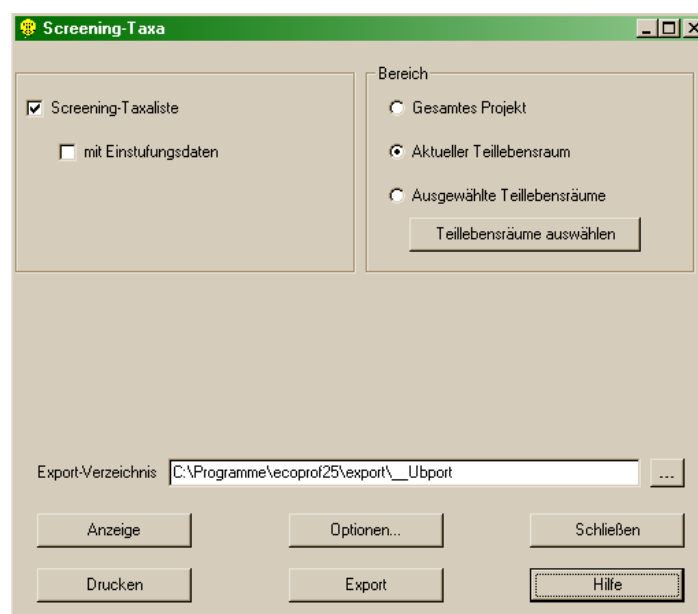 Screening-Taxa
Screening-Taxaliste
mit Einstufungsdaten
Bereich
Gesamtes Projekt
Aktueller Teillebensraum
Ausgewählte Teillebensräume
Teillebensräume auswählen
Export-Verzeichnis C:\Programme\ecoprof25\export\__Ubport ...
Anzeige Optionen... Schließen
Drucken Export Hilfe